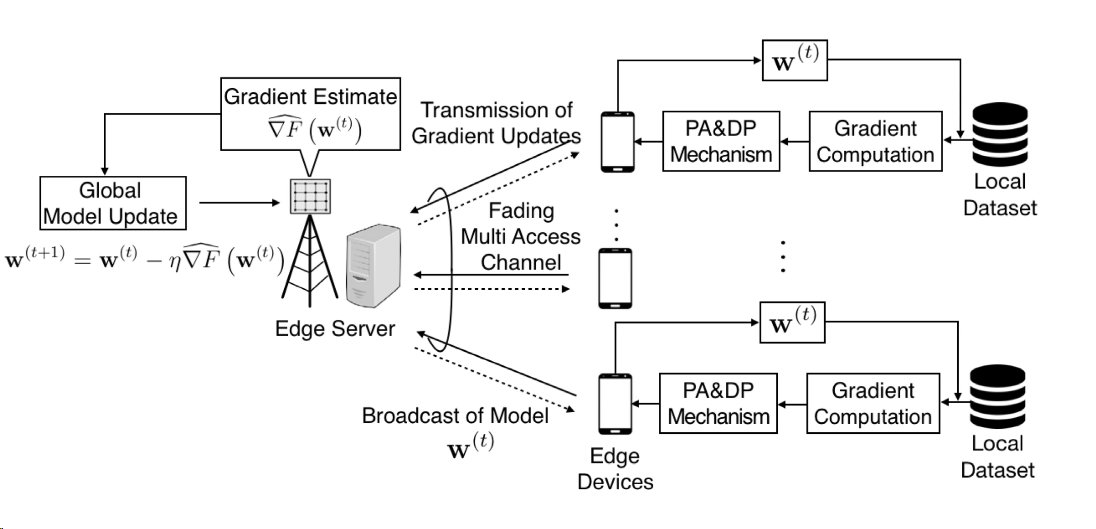 Gradient Estimate
$\widehat{\nabla F}\left(\mathbf{w}^{(t)}\right)$
Global
Model Update
$\mathbf{w}^{(t+1)} = \mathbf{w}^{(t)} - \eta \widehat{\nabla F}\left(\mathbf{w}^{(t)}\right)$
Edge Server
Transmission of
Gradient Updates
Fading
Multi Access
Channel
Broadcast of Model
$\mathbf{w}^{(t)}$
$\mathbf{w}^{(t)}$
PA&DP
Mechanism
Gradient
Computation
Local
Dataset
$\mathbf{w}^{(t)}$
PA&DP
Mechanism
Gradient
Computation
Local
Dataset
Edge
Devices